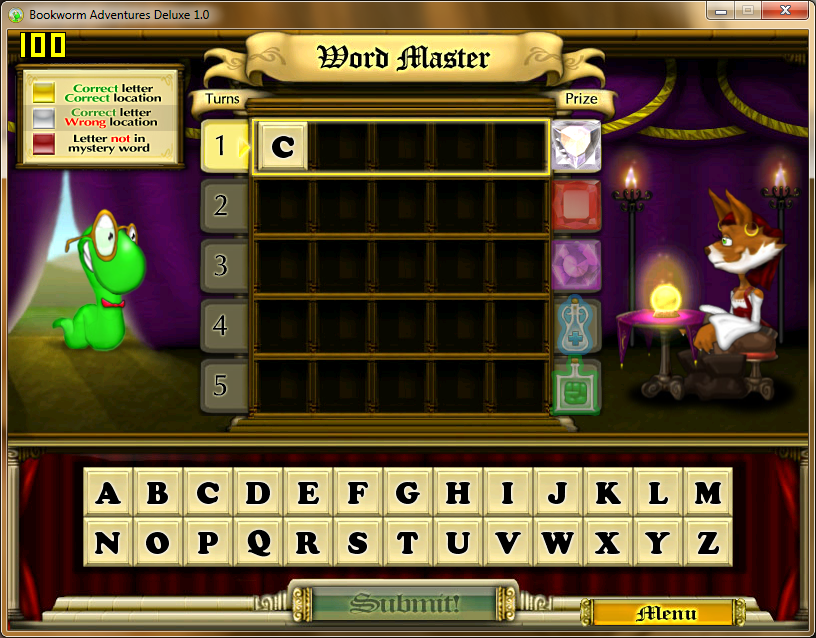 Bookworm Adventures Deluxe 1.0
100
Word Master
Correct letter
Correct location
Correct letter
Wrong location
Letter not in
mystery word
Turns
Prize
1
C
2
3
4
5
A B C D E F G H I J K L M
N O P Q R S T U V W X Y Z
Submit!
Menu